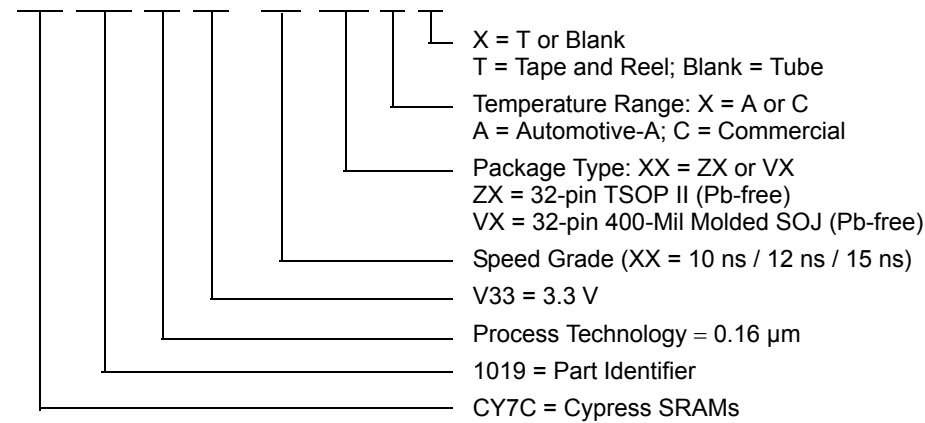 X = T or Blank
T = Tape and Reel; Blank = Tube
Temperature Range: X = A or C
A = Automotive-A; C = Commercial
Package Type: XX = ZX or VX
ZX = 32-pin TSOP II (Pb-free)
VX = 32-pin 400-Mil Molded SOJ (Pb-free)
Speed Grade (XX = 10 ns / 12 ns / 15 ns)
V33 = 3.3 V
Process Technology = 0.16 µm
1019 = Part Identifier
CY7C = Cypress SRAMs